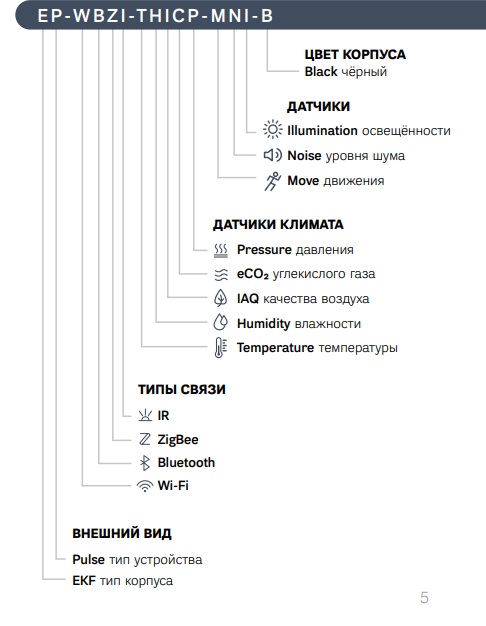 EP-WBZI-THICP-MNI-B
ЦВЕТ КОРПУСА
Black чёрный
ДАТЧИКИ
Illumination освещённости
Noise уровня шума
Move движения
ДАТЧИКИ КЛИМАТА
Pressure давления
eCO₂ углекислого газа
IAQ качества воздуха
Humidity влажности
Temperature температуры
ТИПЫ СВЯЗИ
IR
ZigBee
Bluetooth
Wi-Fi
ВНЕШНИЙ ВИД
Pulse тип устройства
EKF тип корпуса
5